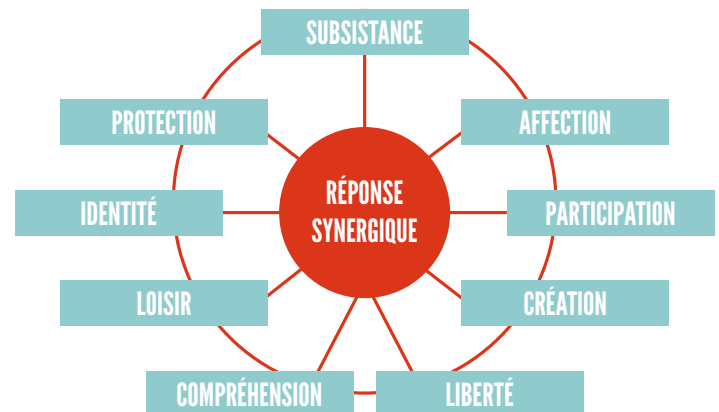 SUBSISTANCE
PROTECTION
AFFECTION
RÉPONSE
SYNERGIQUE
IDENTITÉ
PARTICIPATION
LOISIR
CRÉATION
COMPRÉHENSION
LIBERTÉ